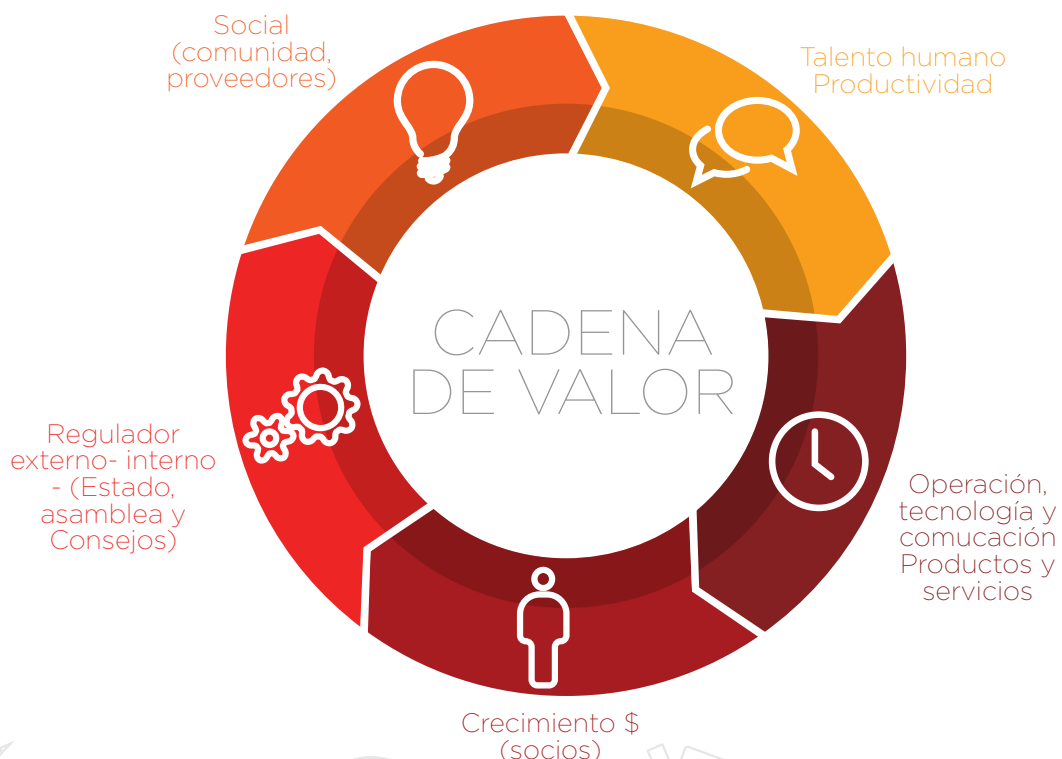 Social
(comunidad,
proveedores)
Talento humano
Productividad
CADENA
DE VALOR
Regulador
externo- interno
- (Estado,
asamblea y
Consejos)
Operación,
tecnología y
comucación
Productos y
servicios
Crecimiento $
(socios)